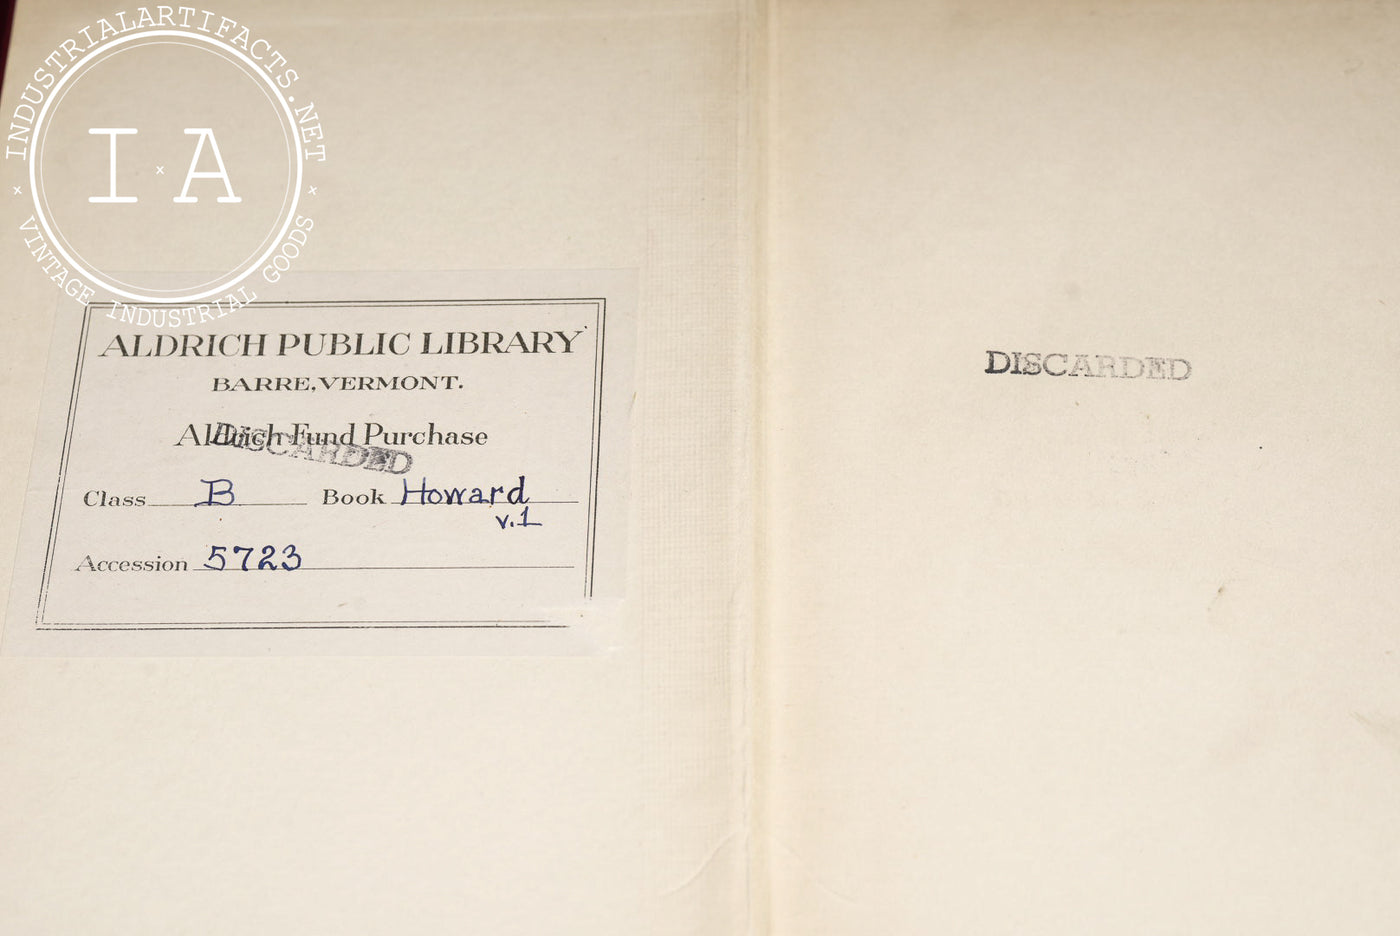 INDUSTRIALARTIFACTS.NET
I x A
x x
VINTAGE INDUSTRIAL GOODS
ALDRICH PUBLIC LIBRARY
BARRE, VERMONT.
Aldrich Fund Purchase
DISCARDED
Class B Book Howard
v.1
Accession 5723
DISCARDED